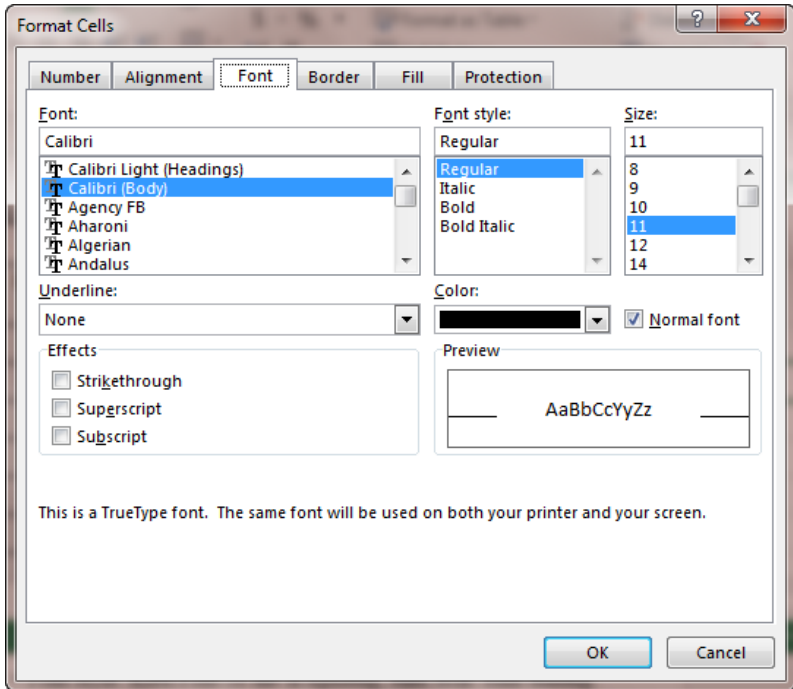 Format Cells
?
X
Number Alignment Font Border Fill Protection
Font: Font style: Size:
Calibri Regular 11
Calibri Light (Headings) Regular 8
Calibri (Body) Italic 9
Agency FB Bold 10
Aharoni Bold Italic 11
Algerian 12
Andalus 14
Underline: Color:
None Normal font
Effects Preview
Strikethrough
Superscript AaBbCcYyZz
Subscript
This is a TrueType font. The same font will be used on both your printer and your screen.
OK Cancel